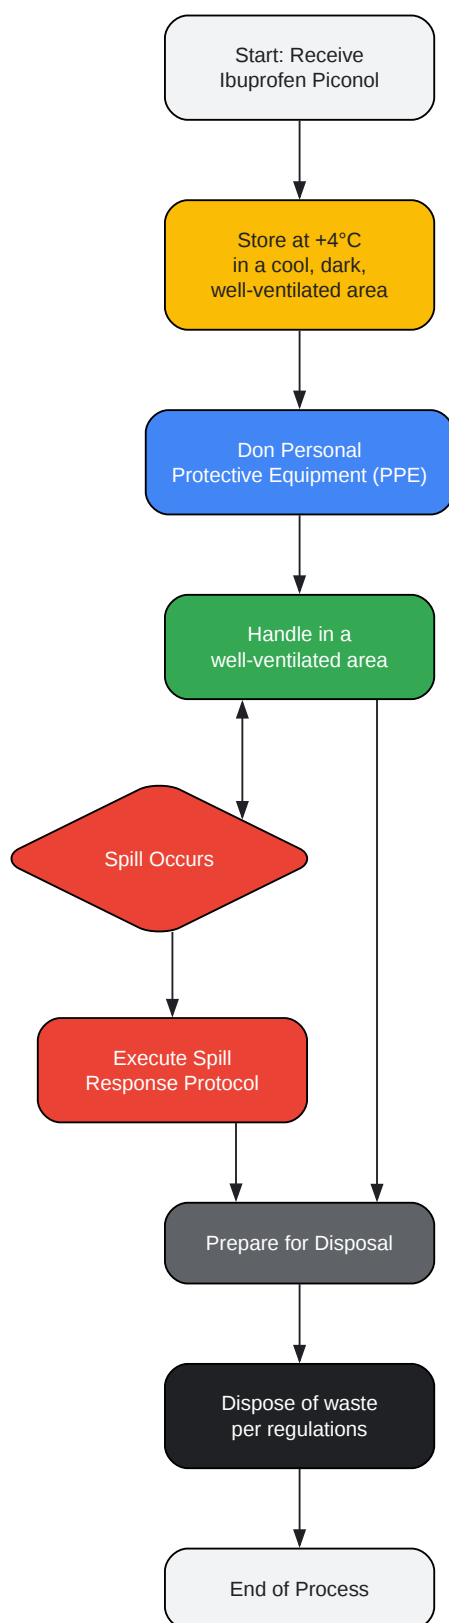 Start: Receive
Ibuprofen Piconol
Store at +4°C
in a cool, dark,
well-ventilated area
Don Personal
Protective Equipment (PPE)
Handle in a
well-ventilated area
Spill Occurs
Execute Spill
Response Protocol
Prepare for Disposal
Dispose of waste
per regulations
End of Process